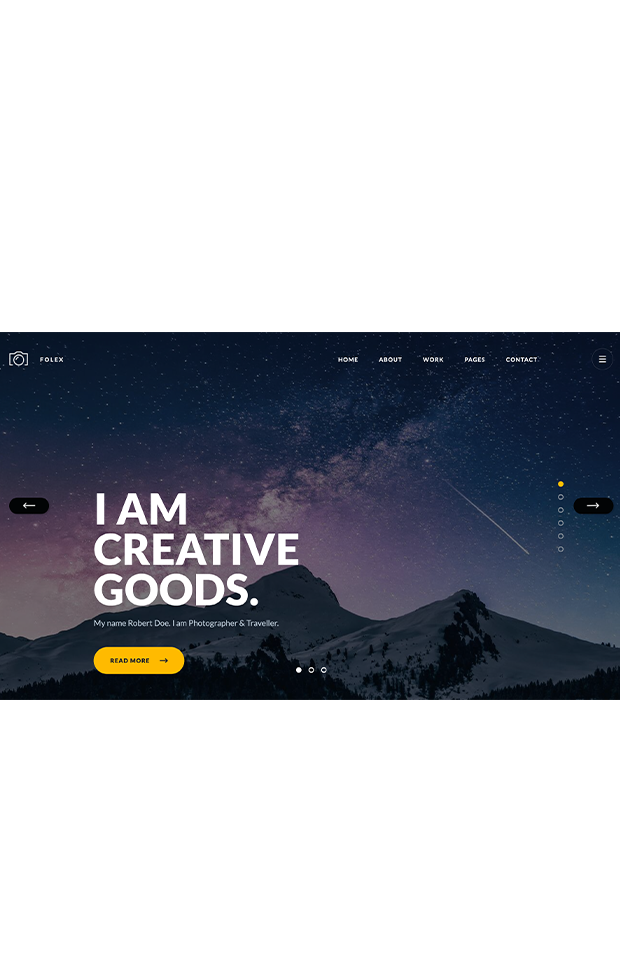 FOLEX
HOME ABOUT WORK PAGES CONTACT
I AM
CREATIVE
GOODS.
My name Robert Doe. I am Photographer & Traveller.
READ MORE